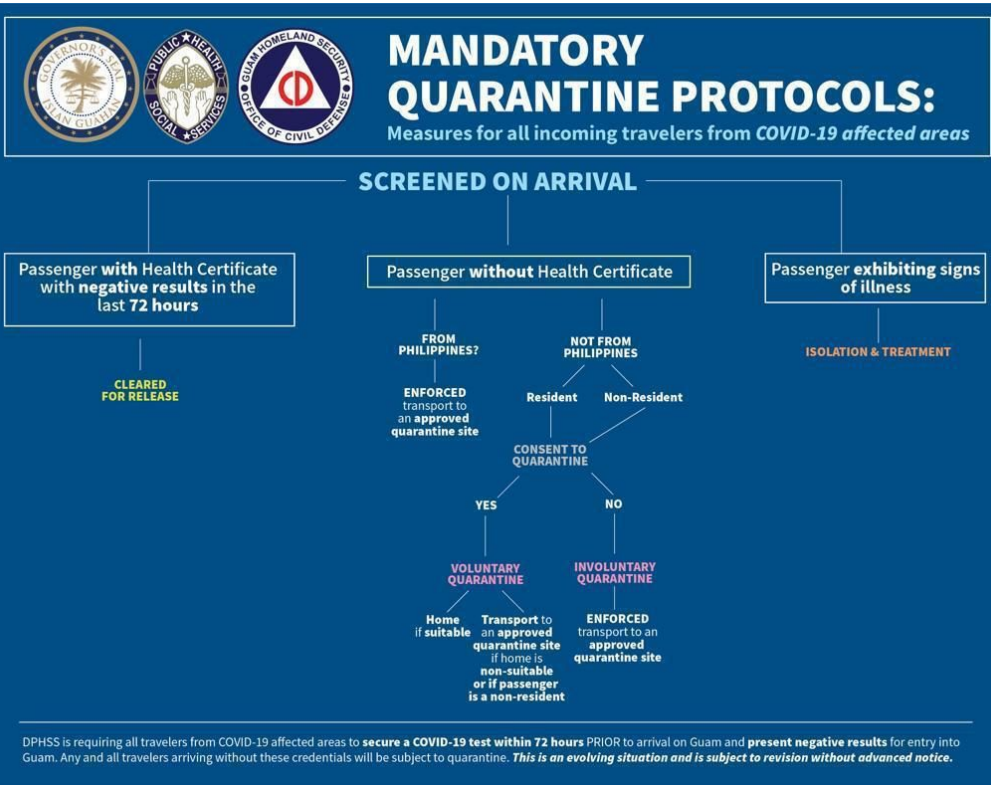 GOVERNOR'S SEAL
ISLAN GUAHAN
PUBLIC HEALTH
SOCIAL SERVICES
GUAM HOMELAND SECURITY
OFFICE OF CIVIL DEFENSE
CD
MANDATORY
QUARANTINE PROTOCOLS:
Measures for all incoming travelers from COVID-19 affected areas
SCREENED ON ARRIVAL
Passenger with Health Certificate
with negative results in the
last 72 hours
CLEARED
FOR RELEASE
Passenger without Health Certificate
FROM
PHILIPPINES?
ENFORCED
transport to
an approved
quarantine site
NOT FROM
PHILIPPINES
Resident
Non-Resident
CONSENT TO
QUARANTINE
YES
NO
VOLUNTARY
QUARANTINE
Home
if suitable
Transport to
an approved
quarantine site
if home is
non-suitable
or if passenger
is a non-resident
INVOLUNTARY
QUARANTINE
ENFORCED
transport to an
approved
quarantine site
Passenger exhibiting signs
of illness
ISOLATION & TREATMENT
DPHSS is requiring all travelers from COVID-19 affected areas to secure a COVID-19 test within 72 hours PRIOR to arrival on Guam and present negative results for entry into
Guam. Any and all travelers arriving without these credentials will be subject to quarantine. This is an evolving situation and is subject to revision without advanced notice.